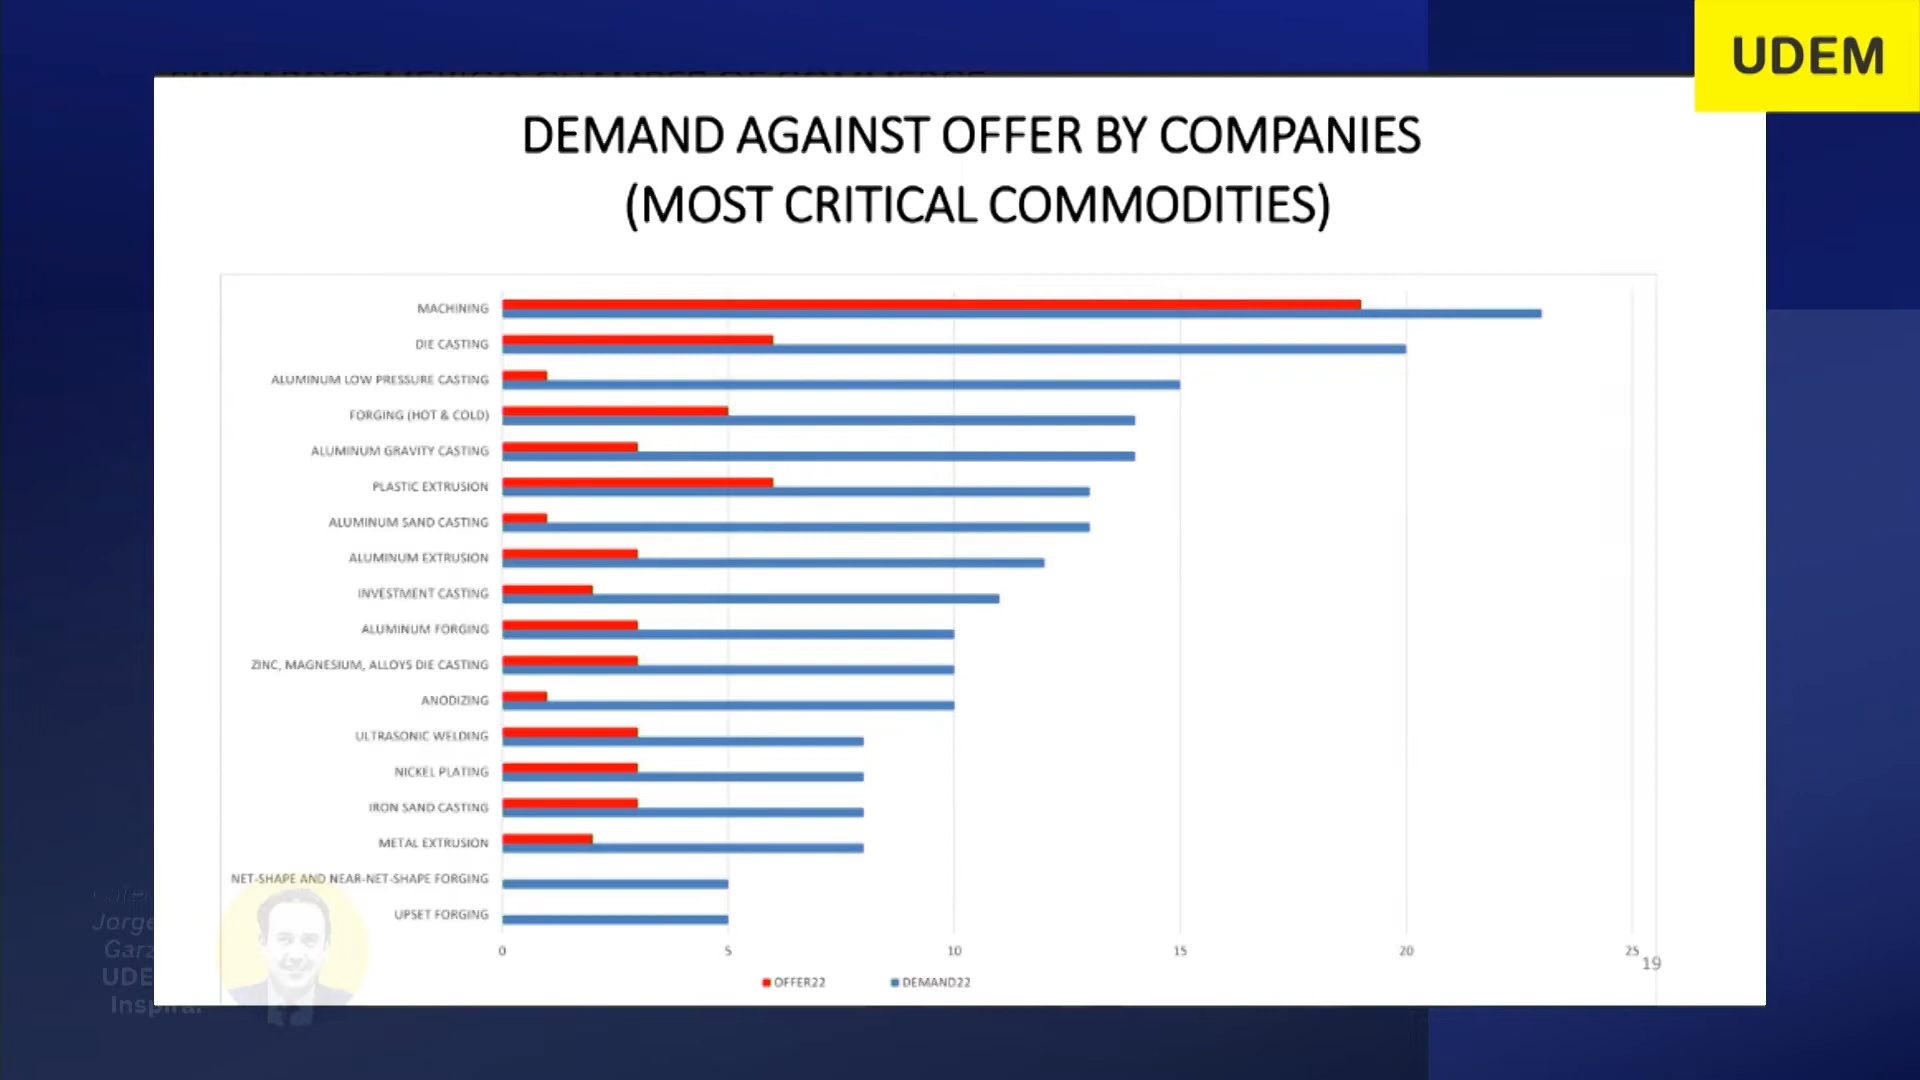 UDEM
DEMAND AGAINST OFFER BY COMPANIES
(MOST CRITICAL COMMODITIES)
MACHINING
DIE CASTING
ALUMINUM LOW PRESSURE CASTING
FORGING (HOT & COLD)
ALUMINUM GRAVITY CASTING
PLASTIC EXTRUSION
ALUMINUM SAND CASTING
ALUMINUM EXTRUSION
INVESTMENT CASTING
ALUMINUM FORGING
ZINC, MAGNESIUM, ALLOYS DIE CASTING
ANODIZING
ULTRASONIC WELDING
NICKEL PLATING
IRON SAND CASTING
METAL EXTRUSION
NET-SHAPE AND NEAR-NET-SHAPE FORGING
UPSET FORGING
0 5 10 15 20 25
19
OFFER22 DEMAND22
Jorge
UDE